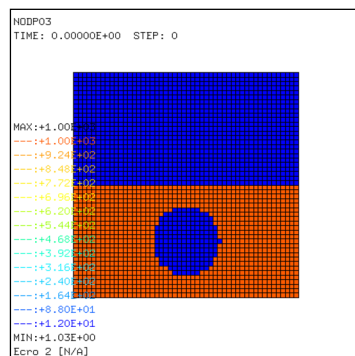 NODP03
TIME: 0.00000E+00 STEP: 0
MAX:+1.00E+03
---:+1.00E+03
---:+9.24E+02
---:+8.48E+02
---:+7.72E+02
---:+6.96E+02
---:+6.20E+02
---:+5.44E+02
---:+4.68E+02
---:+3.92E+02
---:+3.16E+02
---:+2.40E+02
---:+1.64E+02
---:+8.80E+01
---:+1.20E+01
MIN:+1.03E+00
Ecro 2 [N/A]